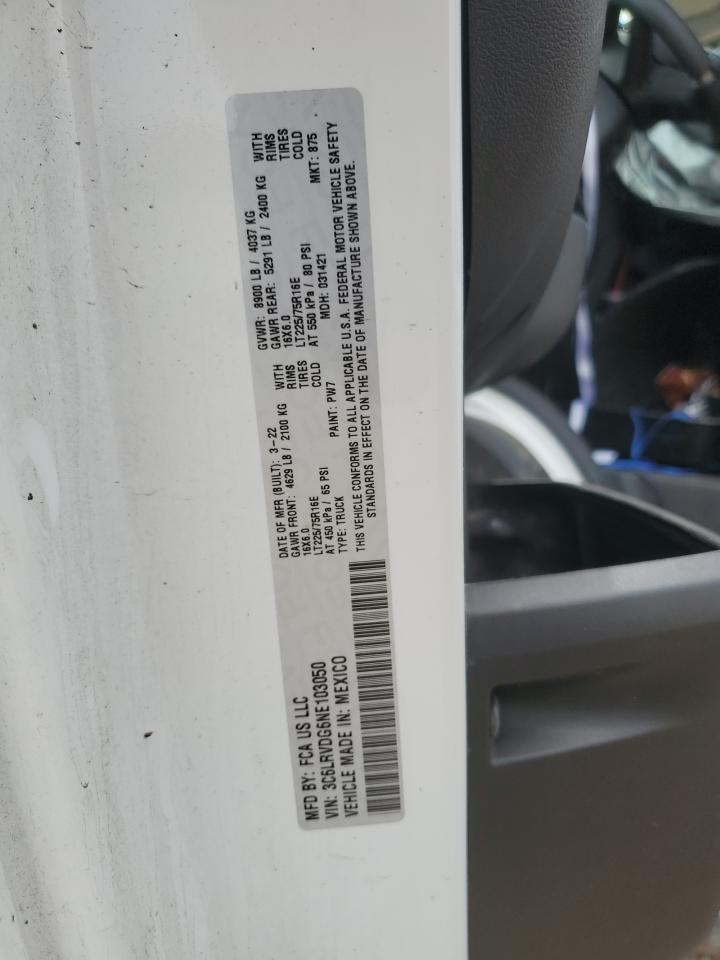 MFD BY: FCA US LLC
VIN: 3C6LRVDG6NE103050
VEHICLE MADE IN: MEXICO
DATE OF MFR (BUILT): 3-22 GVWR: 8900 LB / 4037 KG
GAWR FRONT: 4629 LB / 2100 KG WITH GAWR REAR: 5291 LB / 2400 KG WITH
16X6.0 RIMS 16X6.0 RIMS
LT225/75R16E TIRES LT225/75R16E TIRES
AT 450 kPa / 65 PSI COLD AT 550 kPa / 80 PSI COLD
TYPE: TRUCK PAINT: PW7 MDH: 031421 MKT: 875
THIS VEHICLE CONFORMS TO ALL APPLICABLE U.S.A. FEDERAL MOTOR VEHICLE SAFETY
STANDARDS IN EFFECT ON THE DATE OF MANUFACTURE SHOWN ABOVE.